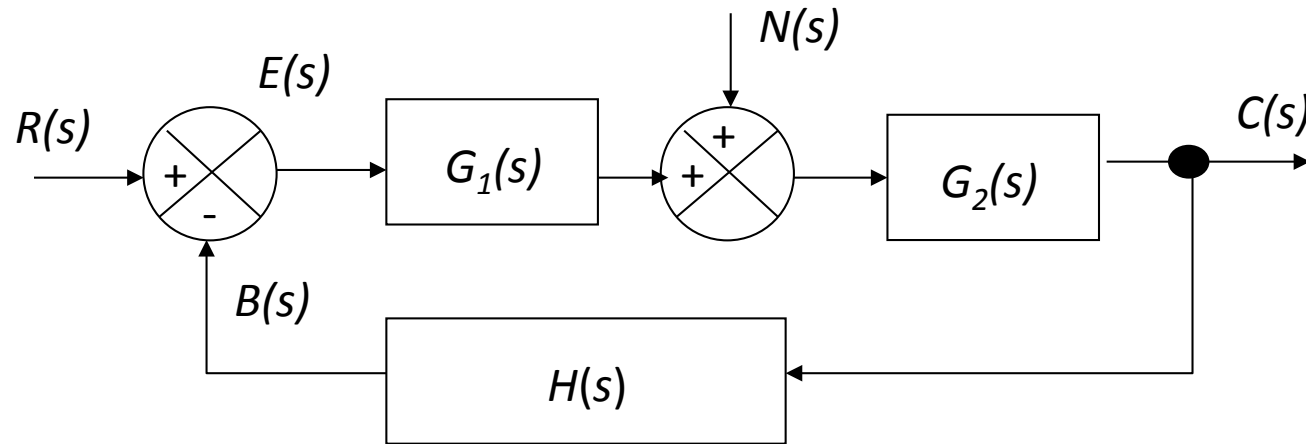 N(s)
E(s)
R(s)
C(s)
+
+
+
-
G₁(s)
G₂(s)
B(s)
H(s)